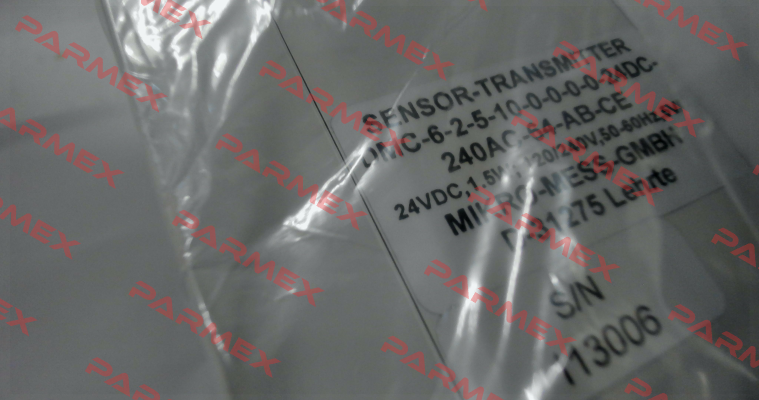 SENSOR-TRANSMITTER
DMC-6-2-5-10-0-0-0-0-24DC-
240AC-64-AB-CE
24VDC,1.5W
MIKRO-MESS-GMBH
Lehrte
S/N
113006
PARMEX